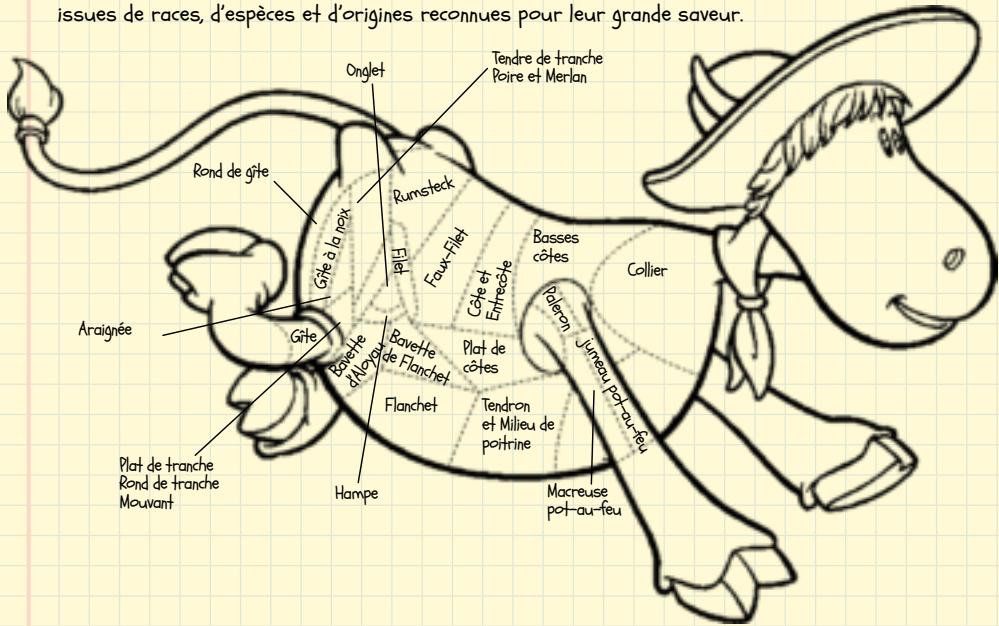 issues de races, d'espèces et d'origines reconnues pour leur grande saveur.
Onglet
Tendre de tranche
Poire et Merlan
Rond de gîte
Rumsteck
Gîte à la noix
Filet
Faux-Filet
Côte et
Entrecôte
Basses
côtes
Collier
Paleron
Araignée
Gîte
Bavette
d'Aloyau
Bavette
de Flanchet
Plat de
côtes
Jumeau pot-au-feu
Flanchet
Tendron
et Milieu de
poitrine
Plat de tranche
Rond de tranche
Mouvant
Hampe
Macreuse
pot-au-feu